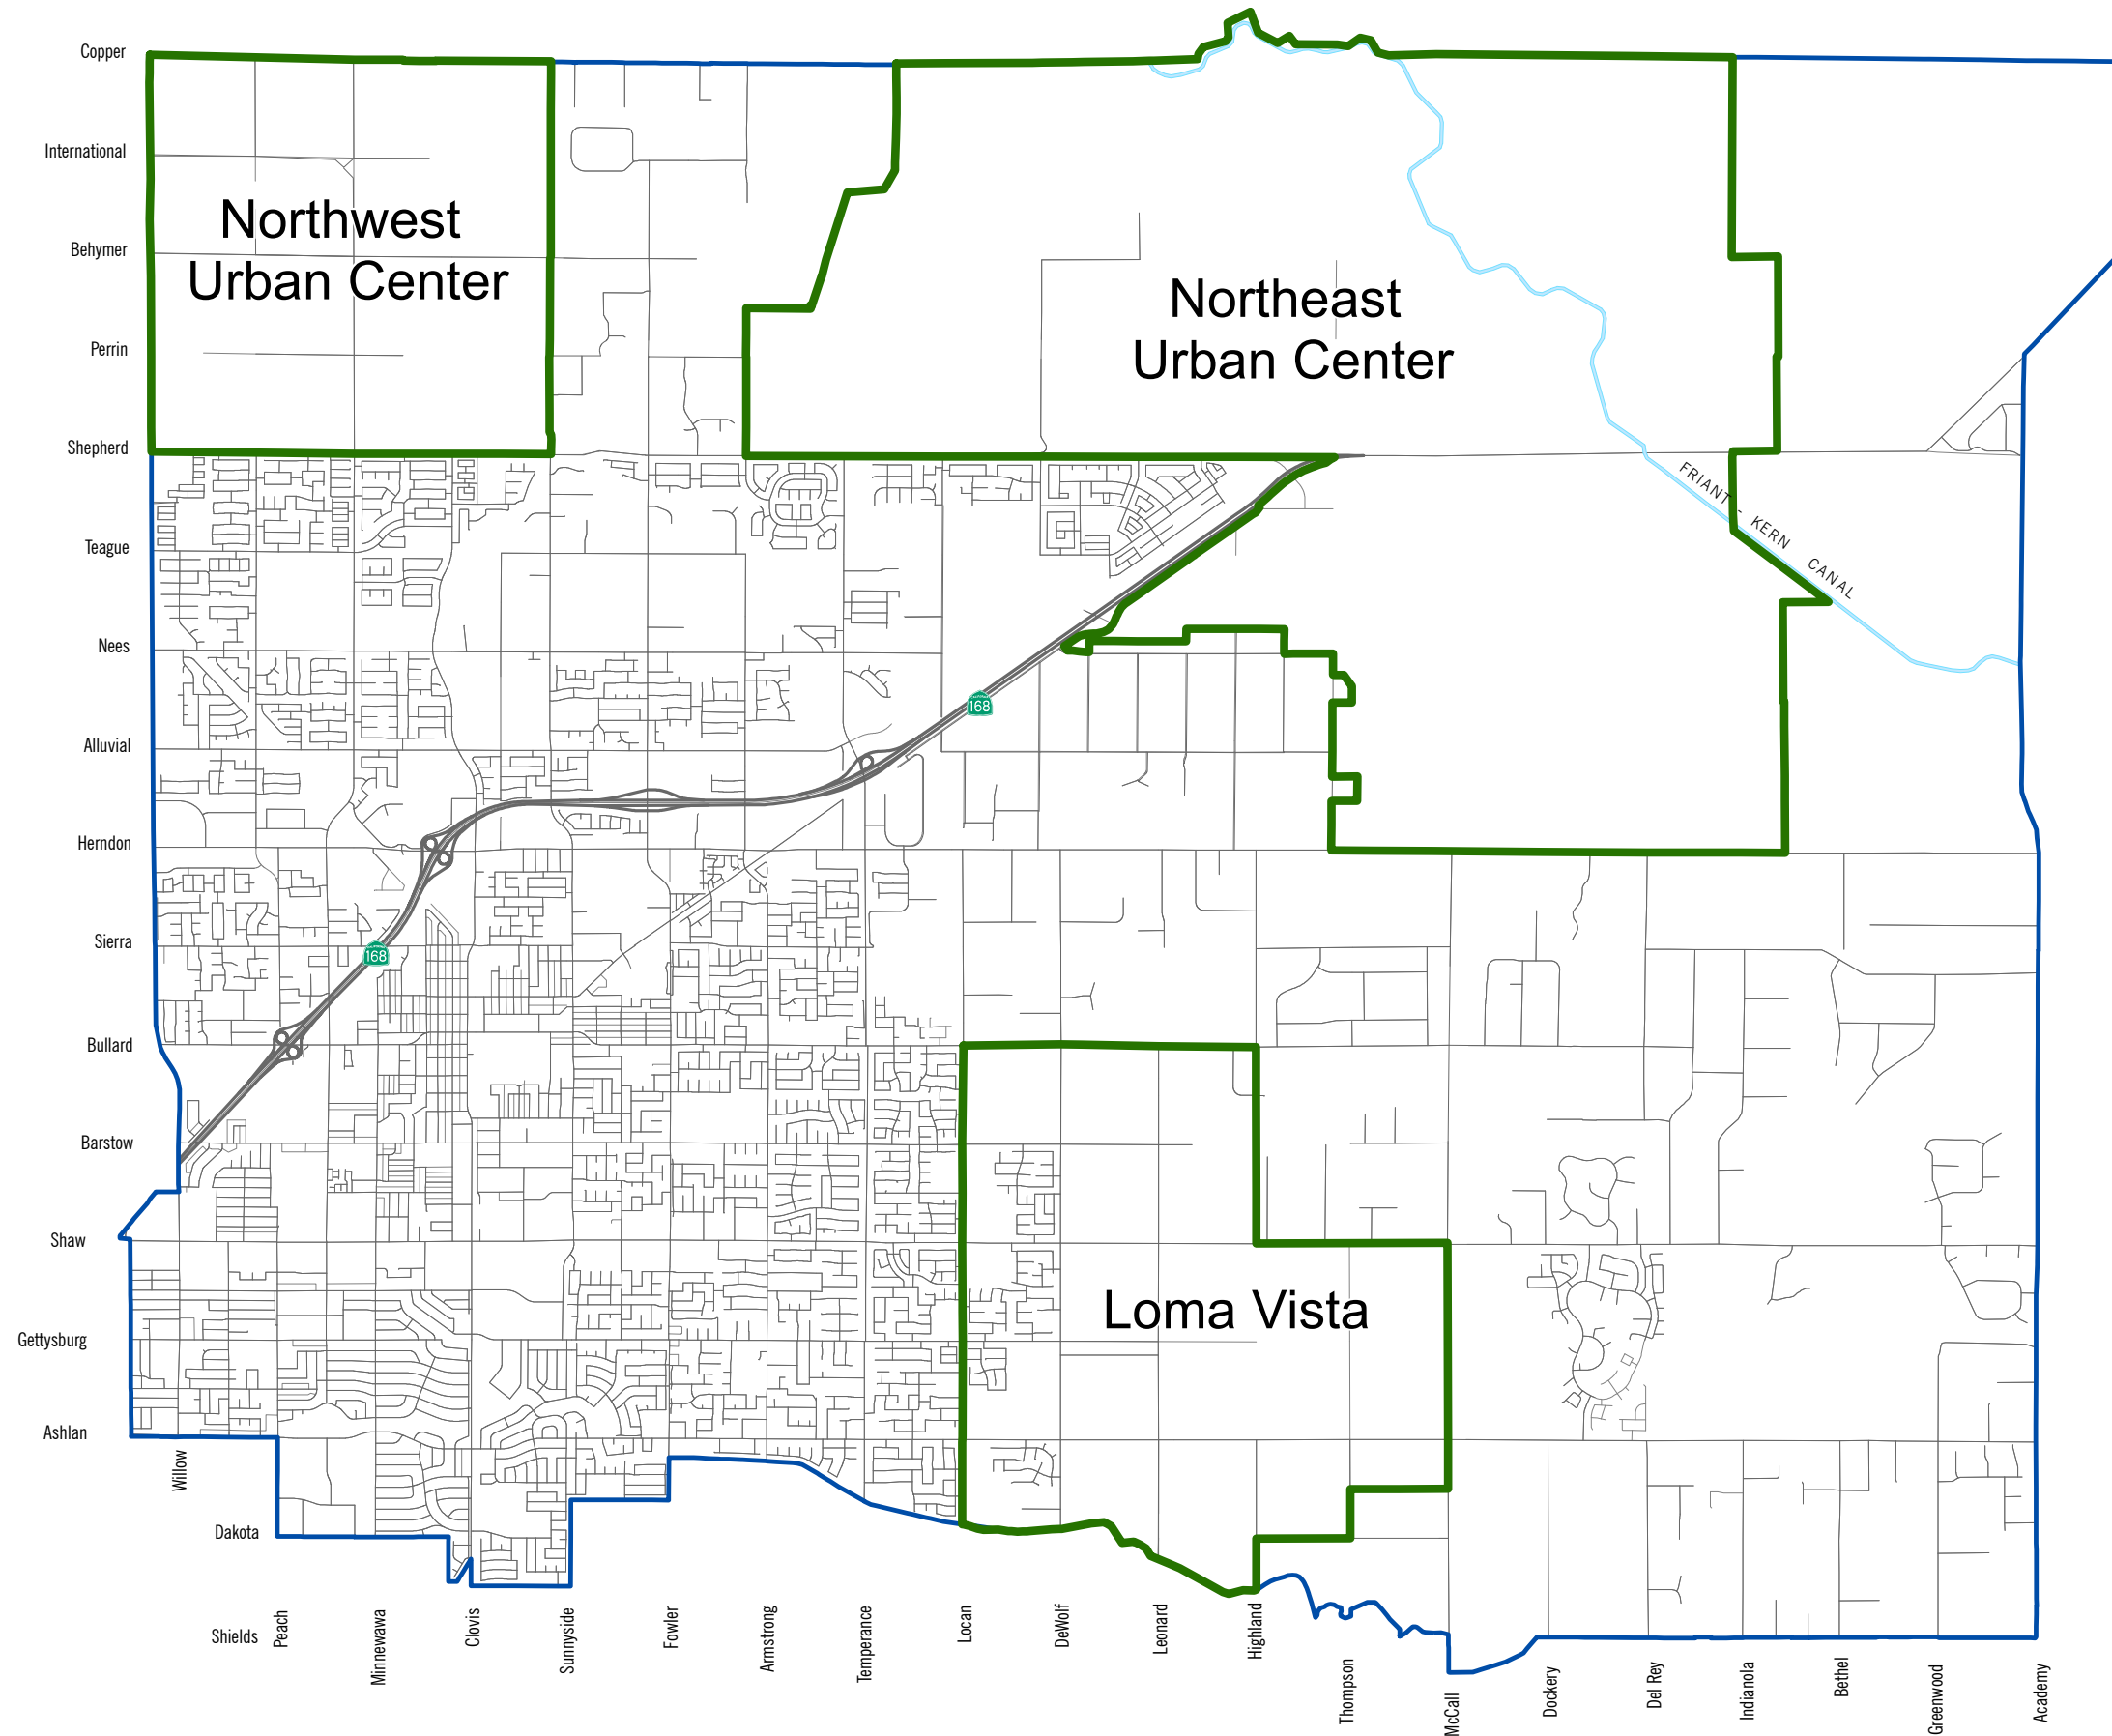 Copper
International
Northwest
Urban Center
Behymer
Northeast
Urban Center
Perrin
Shepherd
FRIANT - KERN CANAL
Teague
Nees
168
Alluvial
Herndon
Sierra
168
Bullard
Barstow
Shaw
Loma Vista
Gettysburg
Ashlan
Willow
Dakota
Shields
Peach
Minnewawa
Clovis
Sunnyside
Fowler
Armstrong
Temperance
Locan
DeWolf
Leonard
Highland
Thompson
McCall
Dockery
Del Rey
Indianola
Bethel
Greenwood
Academy